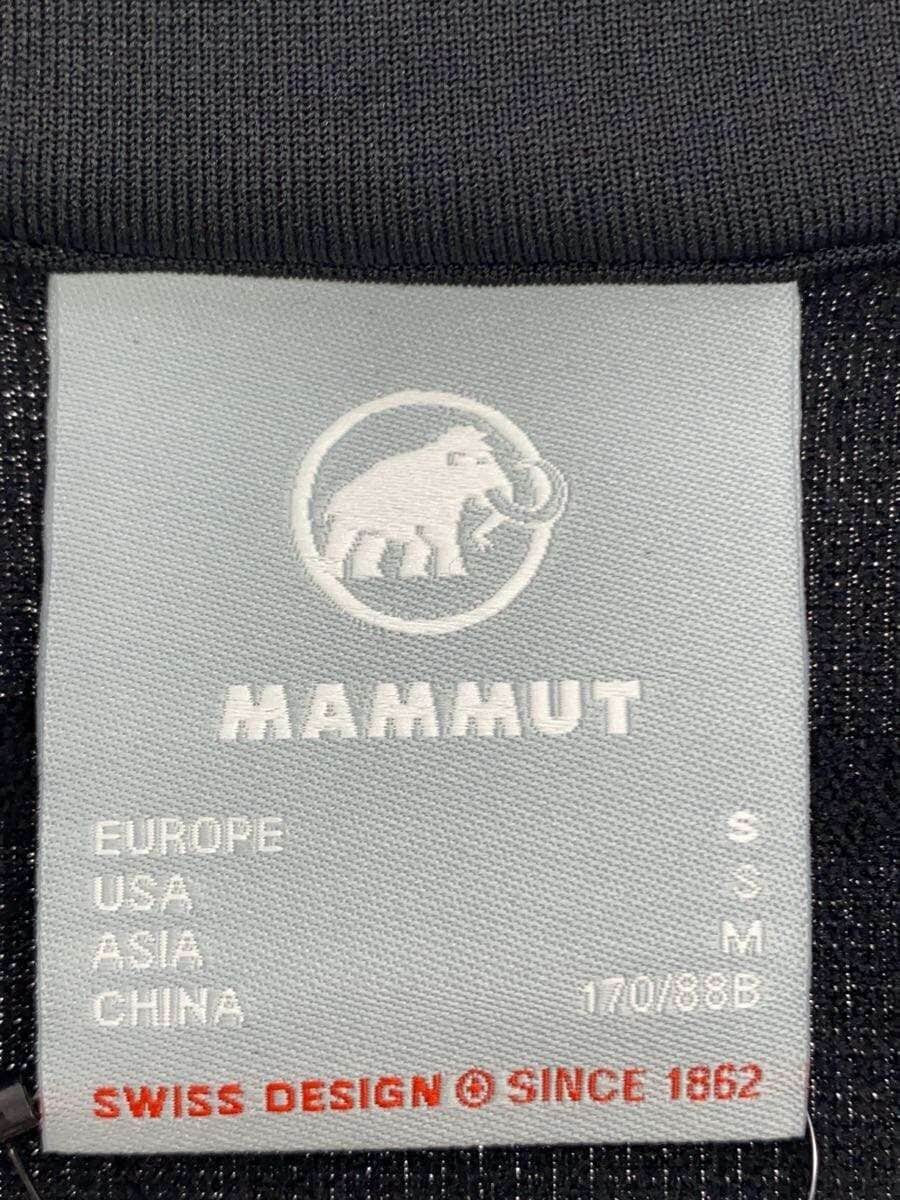 MAMMUT
EUROPE S
USA S
ASIA M
CHINA 170/88B
SWISS DESIGN SINCE 1862